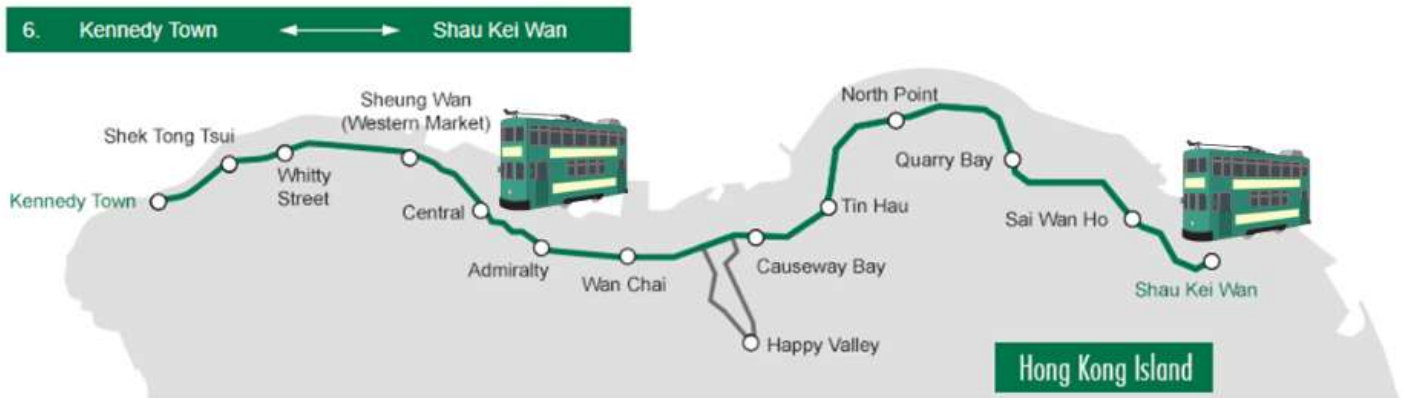 6. Kennedy Town Shau Kei Wan
Sheung Wan
(Western Market)
Shek Tong Tsui
Whitty
Street
Kennedy Town
Central
Admiralty
Wan Chai
Causeway Bay
Happy Valley
Tin Hau
North Point
Quarry Bay
Sai Wan Ho
Shau Kei Wan
Hong Kong Island